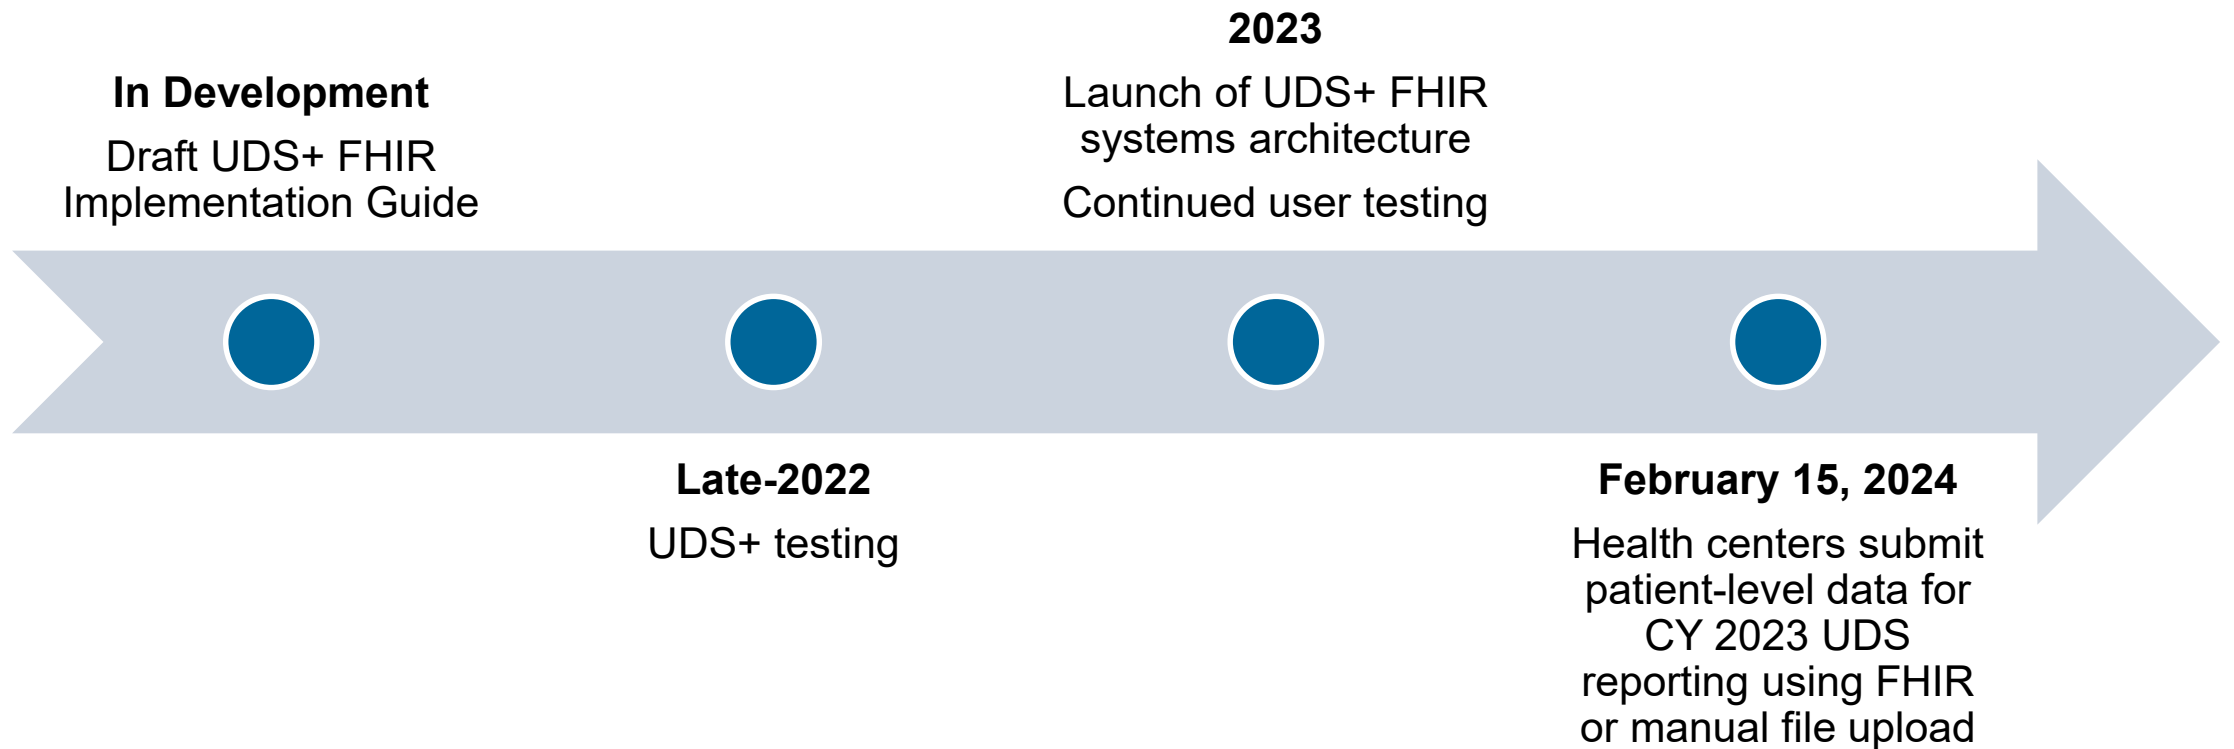 In Development
Draft UDS+ FHIR
Implementation Guide
Late-2022
UDS+ testing
2023
Launch of UDS+ FHIR
systems architecture
Continued user testing
February 15, 2024
Health centers submit
patient-level data for
CY 2023 UDS
reporting using FHIR
or manual file upload